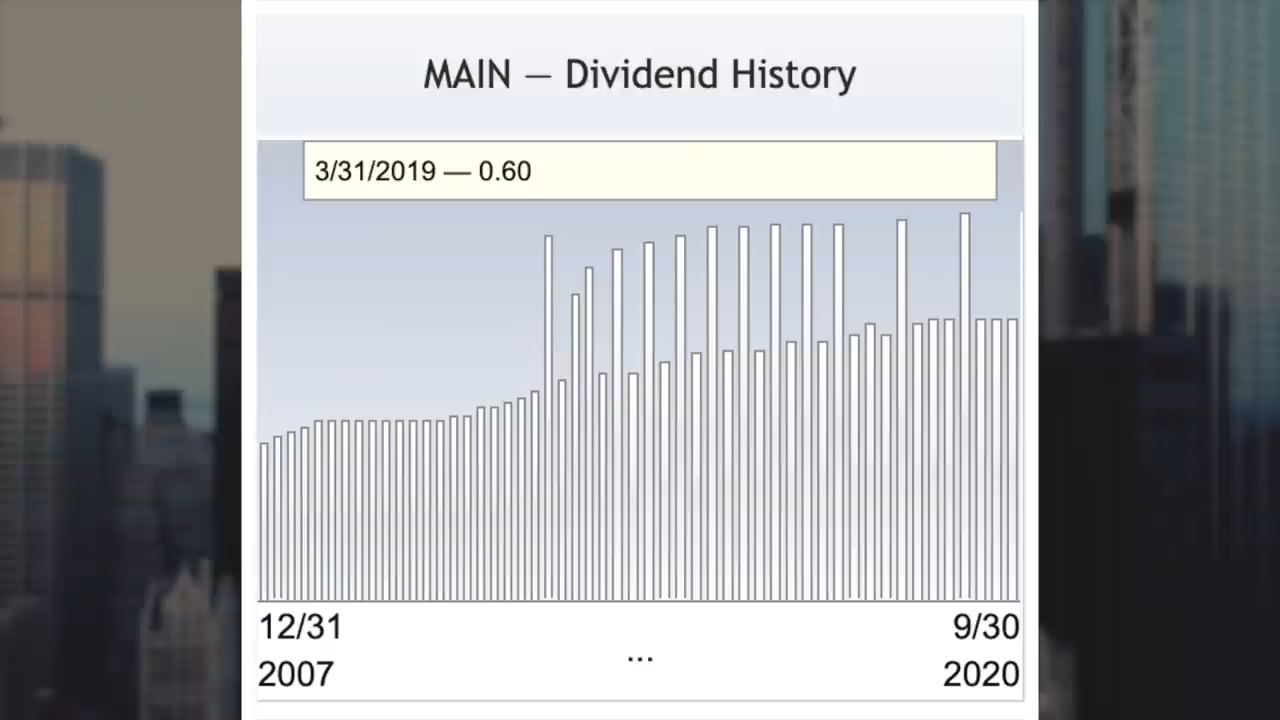 MAIN — Dividend History
3/31/2019 — 0.60
12/31
9/30
...
2007
2020